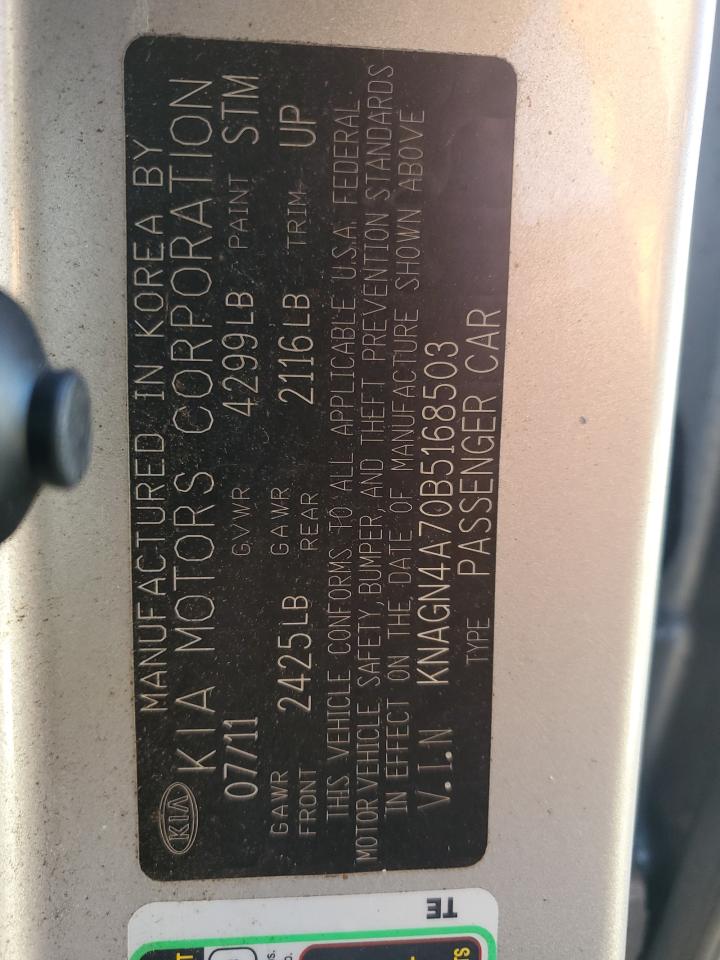 MANUFACTURED IN KOREA BY
KIA KIA MOTORS CORPORATION
07/11 GVWR 4299LB PAINT STM
GAWR FRONT 2425LB GAWR REAR 2116LB TRIM UP
THIS VEHICLE CONFORMS TO ALL APPLICABLE U.S.A. FEDERAL
MOTOR VEHICLE SAFETY, BUMPER, AND THEFT PREVENTION STANDARDS
IN EFFECT ON THE DATE OF MANUFACTURE SHOWN ABOVE
V.I.N KNAGN4A70B5168503
TYPE PASSENGER CAR
TE